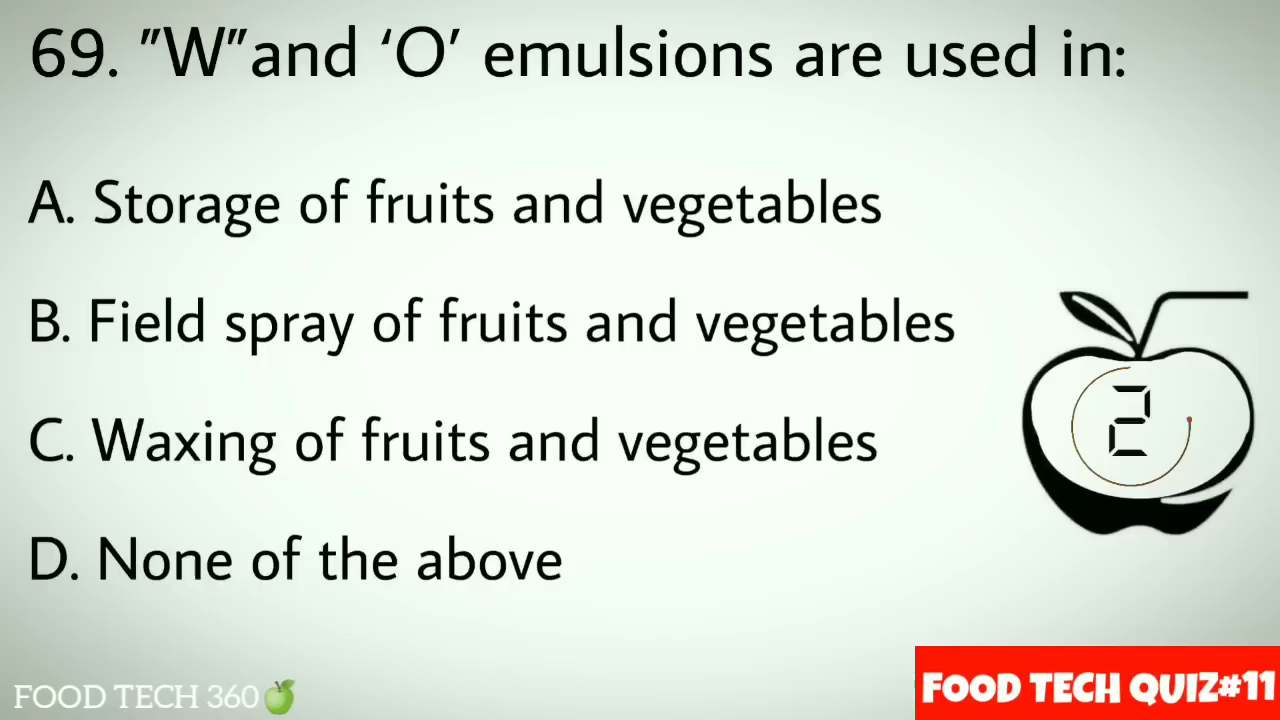 69. "W"and ‘O’ emulsions are used in:
A. Storage of fruits and vegetables
B. Field spray of fruits and vegetables
2
C. Waxing of fruits and vegetables
D. None of the above
FOOD TECH 360
FOOD TECH QUIZ#11